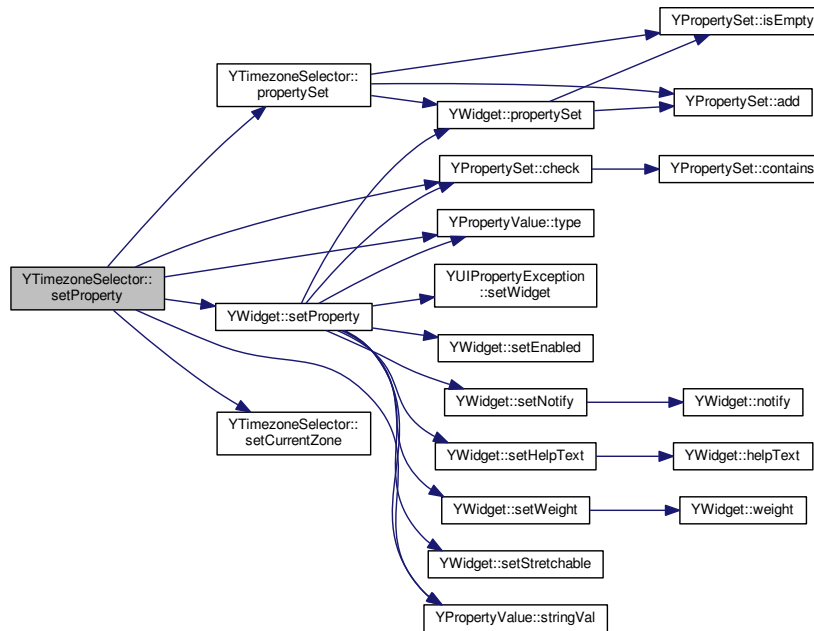 YTimezoneSelector::
setProperty
YTimezoneSelector::
propertySet
YWidget::setProperty
YTimezoneSelector::
setCurrentZone
YWidget::propertySet
YPropertySet::check
YPropertyValue::type
YUIPropertyException
::setWidget
YWidget::setEnabled
YWidget::setNotify
YWidget::setHelpText
YWidget::setWeight
YWidget::setStretchable
YPropertyValue::stringVal
YPropertySet::isEmpty
YPropertySet::add
YPropertySet::contains
YWidget::notify
YWidget::helpText
YWidget::weight